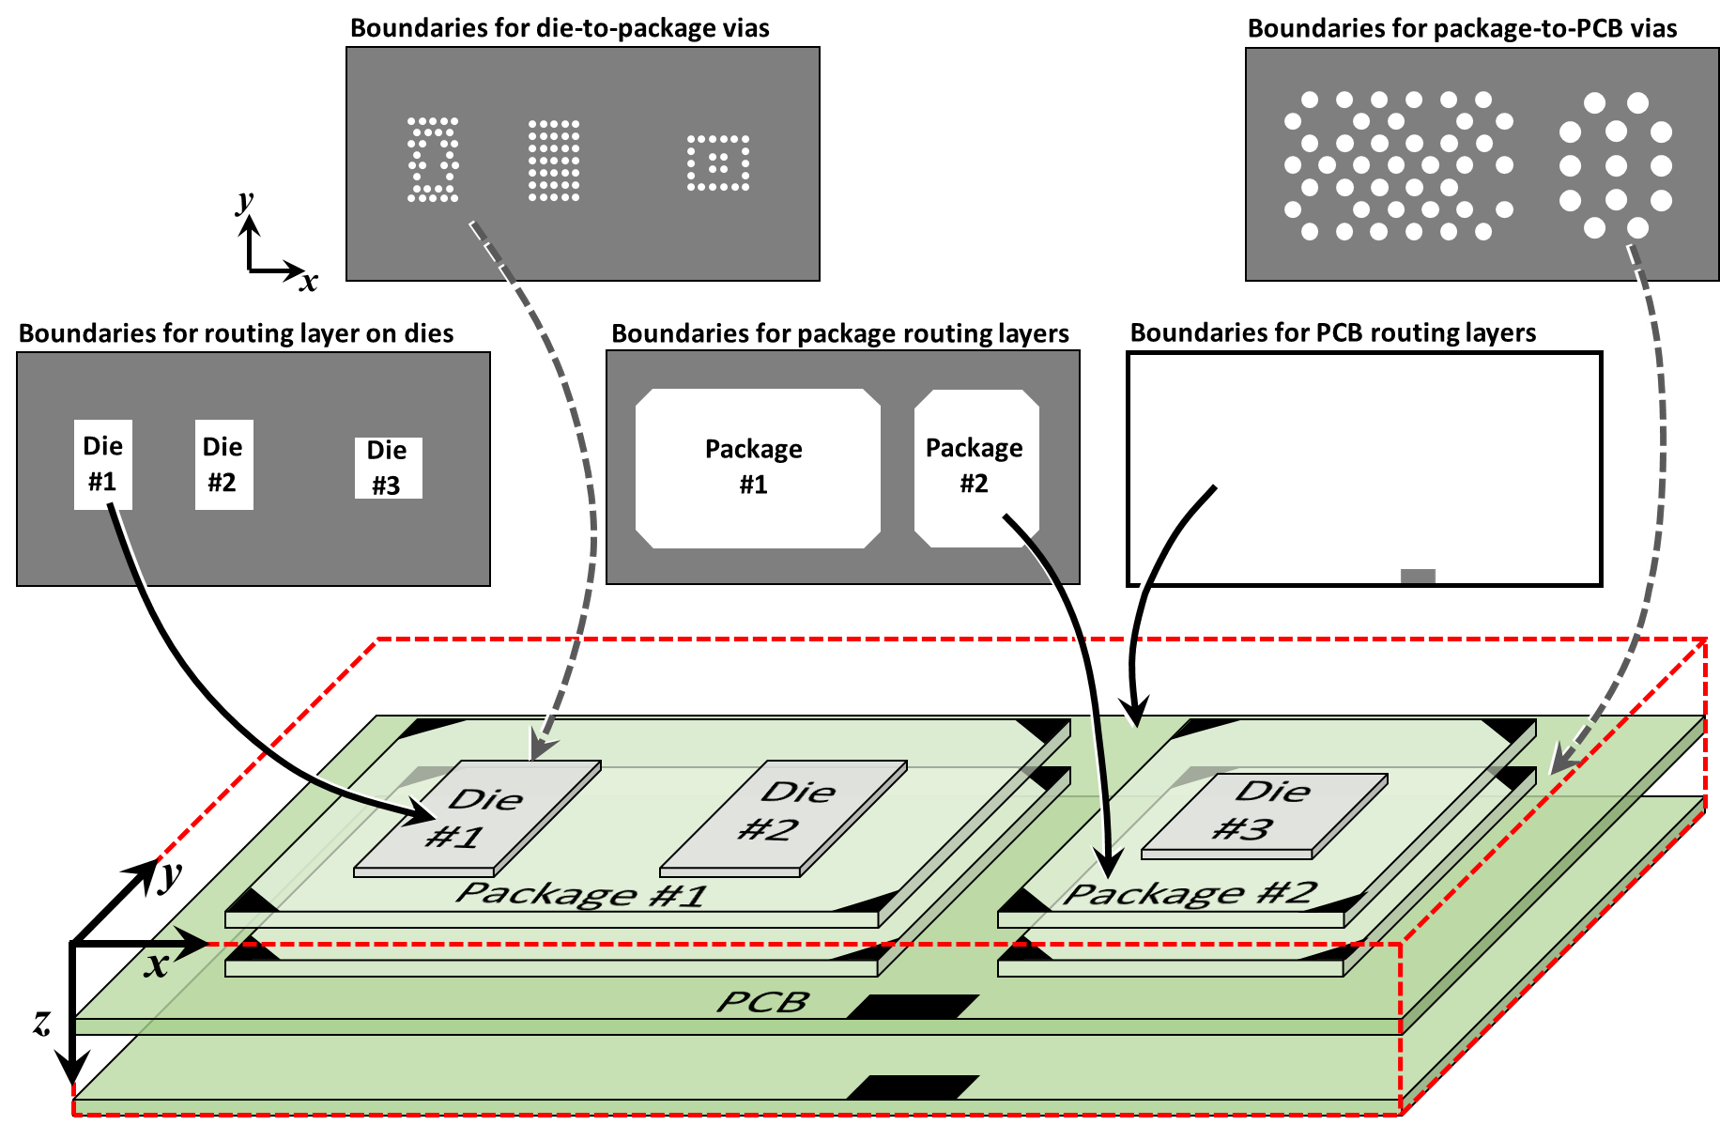 Boundaries for die-to-package vias
Boundaries for package-to-PCB vias
y
x
Boundaries for routing layer on dies
Boundaries for package routing layers
Boundaries for PCB routing layers
Die
#1
Die
#2
Die
#3
Package
#1
Package
#2
Die
#1
Die
#2
Die
#3
Package #1
Package #2
y
x
z
PCB